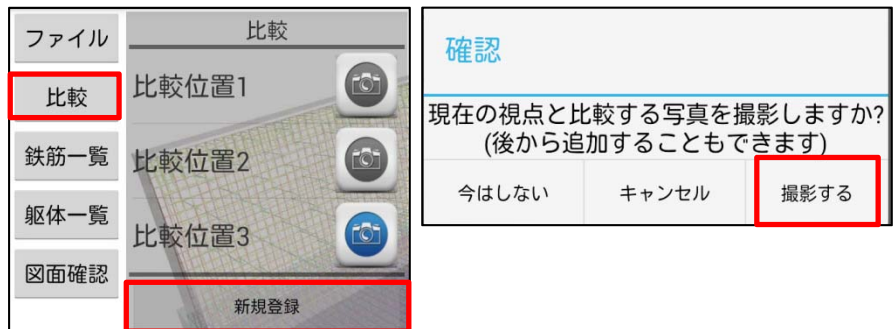 ファイル
比較
鉄筋一覧
躯体一覧
図面確認
比較
比較位置1
比較位置2
比較位置3
新規登録
確認
現在の視点と比較する写真を撮影しますか?
(後から追加することもできます)
今はしない
キャンセル
撮影する